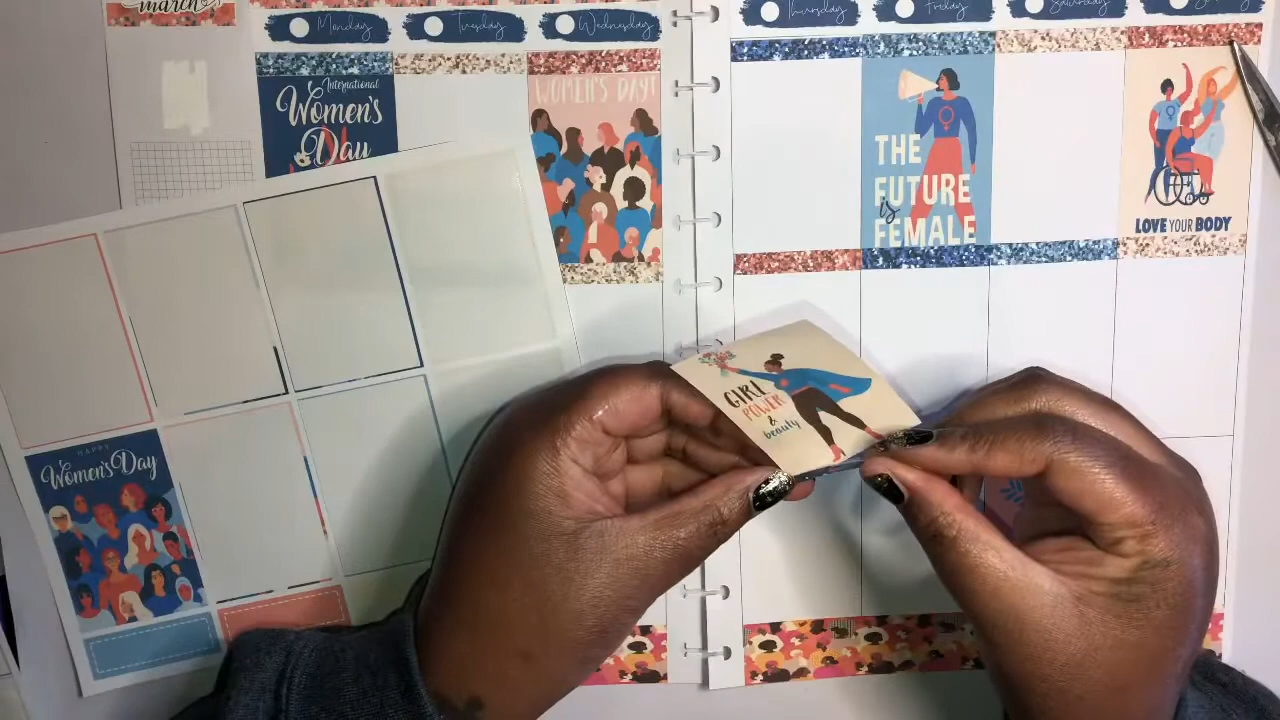 march
Monday
Tuesday
Wednesday
Thursday
Friday
Saturday
International
Women's
Day
WOMEN'S DAY!
THE
FUTURE
is
FEMALE
LOVE YOUR BODY
GIRL
POWER
&
beauty
HAPPY
Women's Day